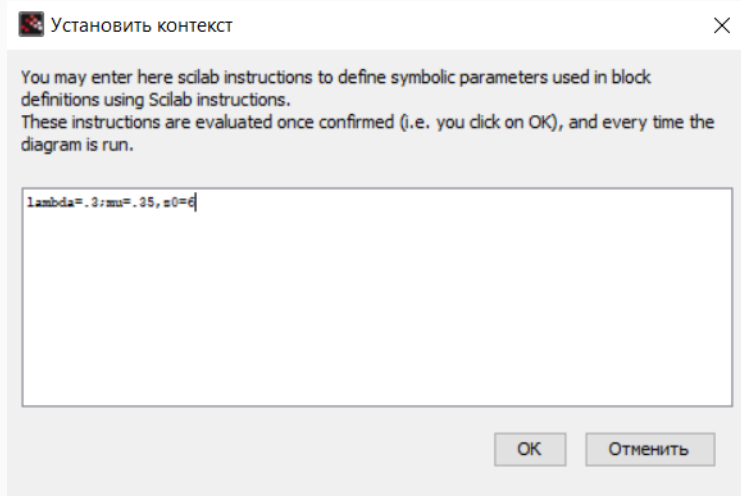 Установить контекст
You may enter here scilab instructions to define symbolic parameters used in block
definitions using Scilab instructions.
These instructions are evaluated once confirmed (i.e. you click on OK), and every time the
diagram is run.
lambda=.3;mu=.35,z0=6
OK
Отменить